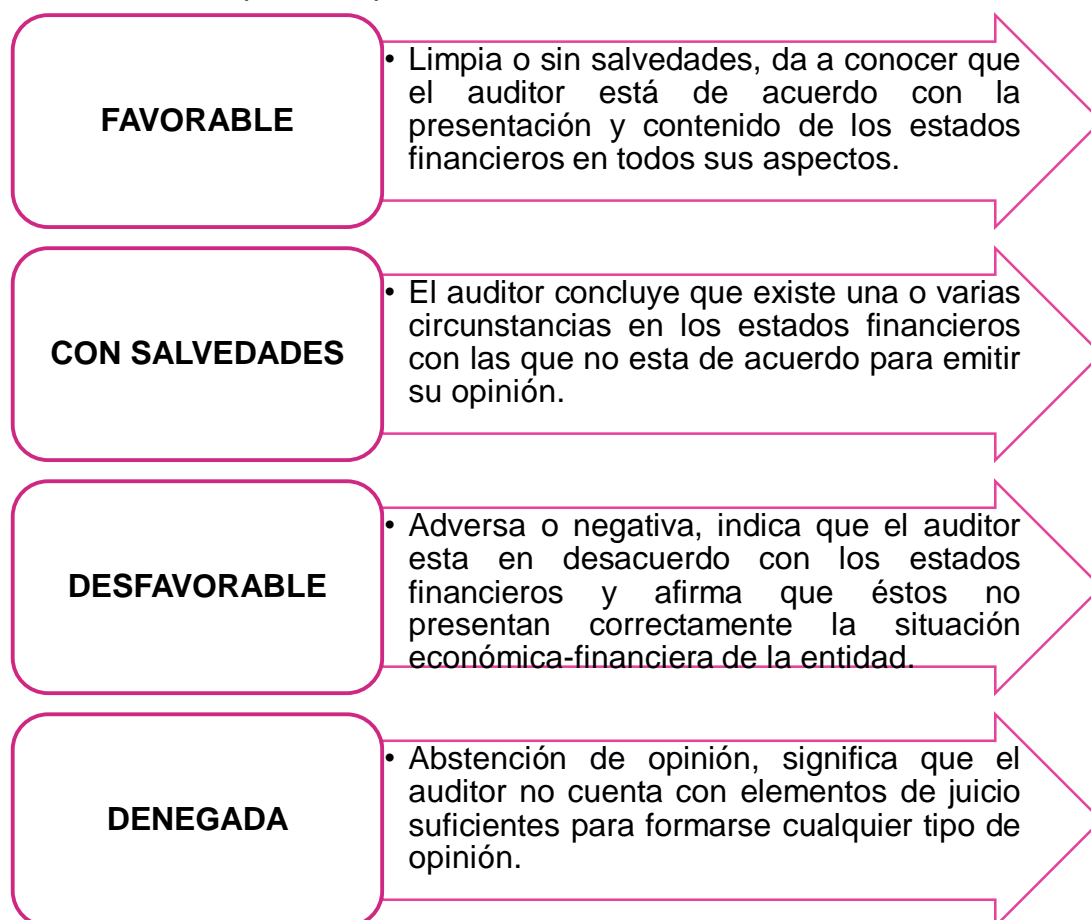 FAVORABLE
• Limpia o sin salvedades, da a conocer que
el auditor está de acuerdo con la
presentación y contenido de los estados
financieros en todos sus aspectos.
CON SALVEDADES
• El auditor concluye que existe una o varias
circunstancias en los estados financieros
con las que no esta de acuerdo para emitir
su opinión.
DESFAVORABLE
• Adversa o negativa, indica que el auditor
esta en desacuerdo con los estados
financieros y afirma que éstos no
presentan correctamente la situación
económica-financiera de la entidad.
DENEGADA
• Abstención de opinión, significa que el
auditor no cuenta con elementos de juicio
suficientes para formarse cualquier tipo de
opinión.